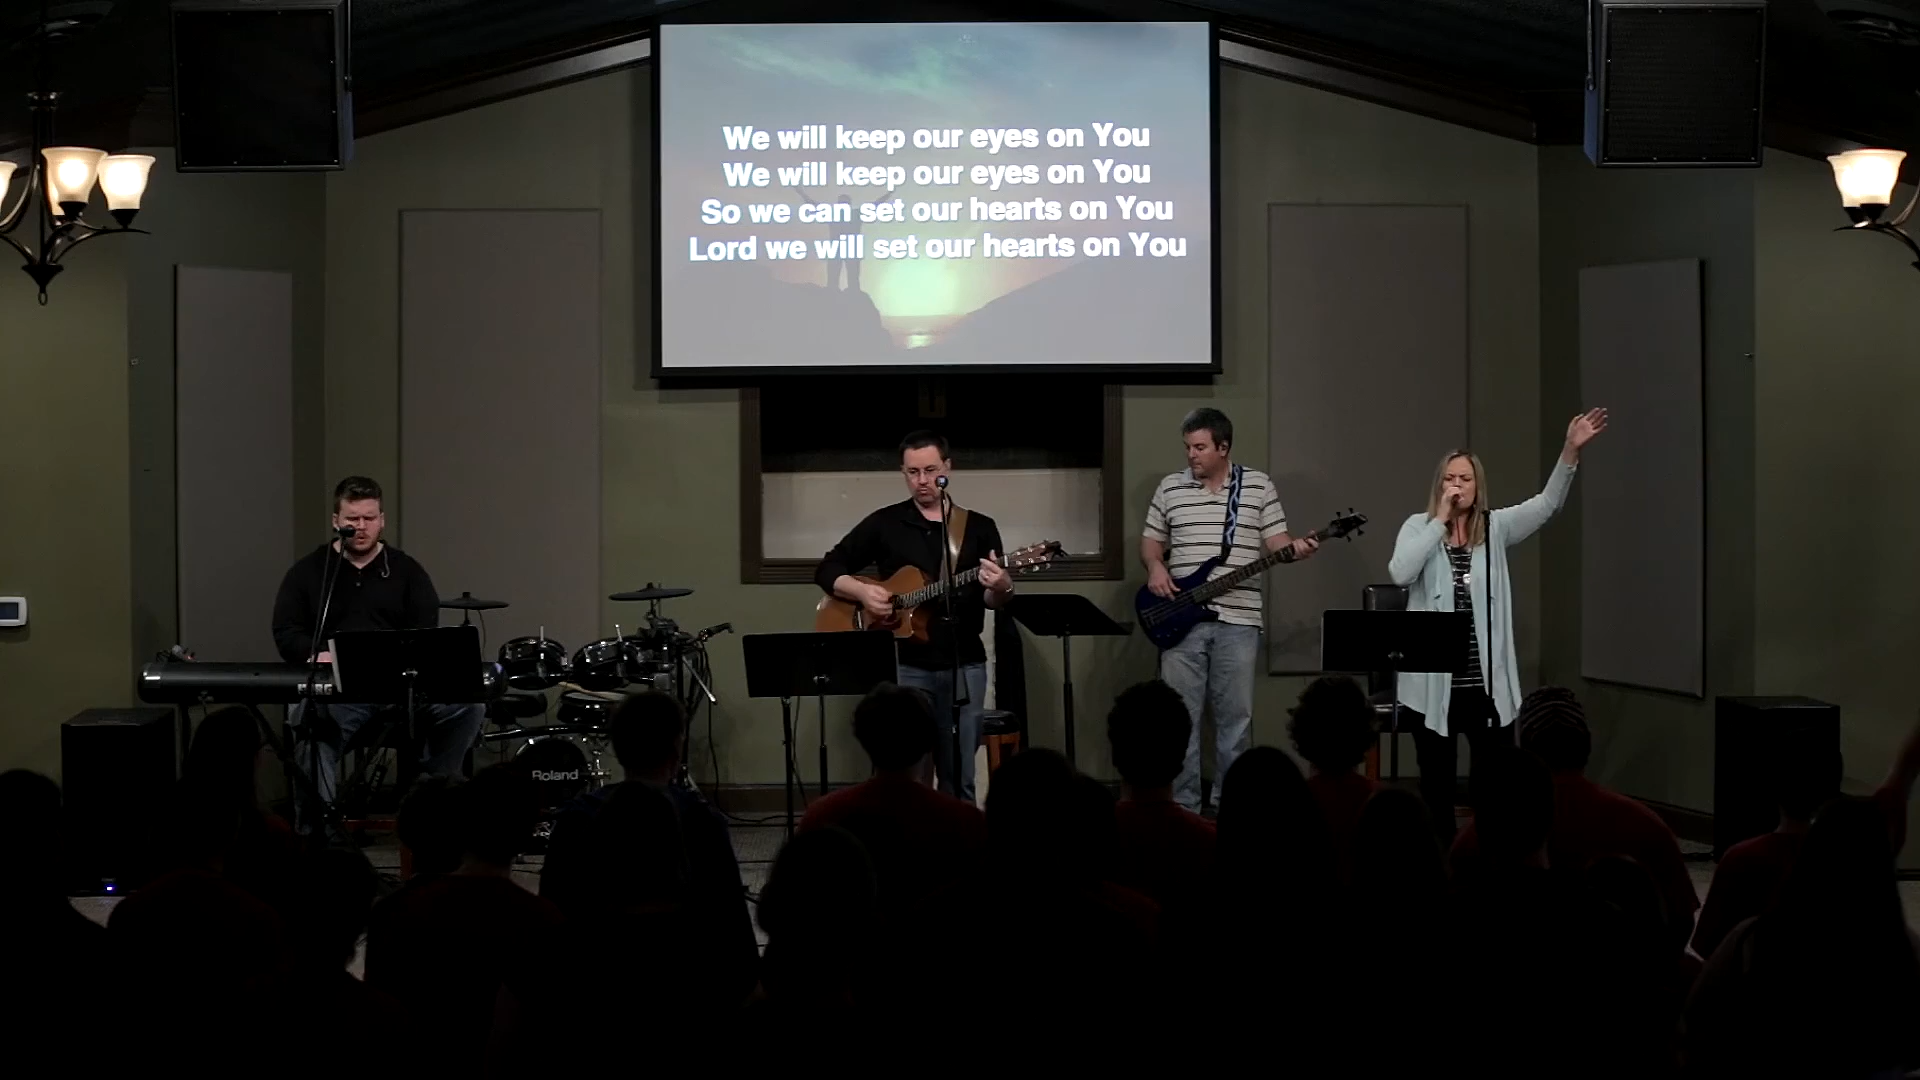 We will keep our eyes on You
We will keep our eyes on You
So we can set our hearts on You
Lord we will set our hearts on You
KORG
Roland